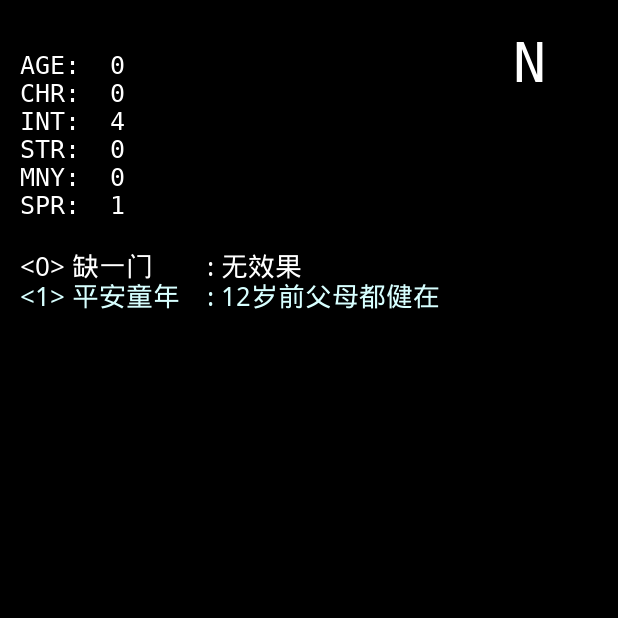 N
AGE: 0
CHR: 0
INT: 4
STR: 0
MNY: 0
SPR: 1
<0> 缺一门 : 无效果
<1> 平安童年 : 12岁前父母都健在